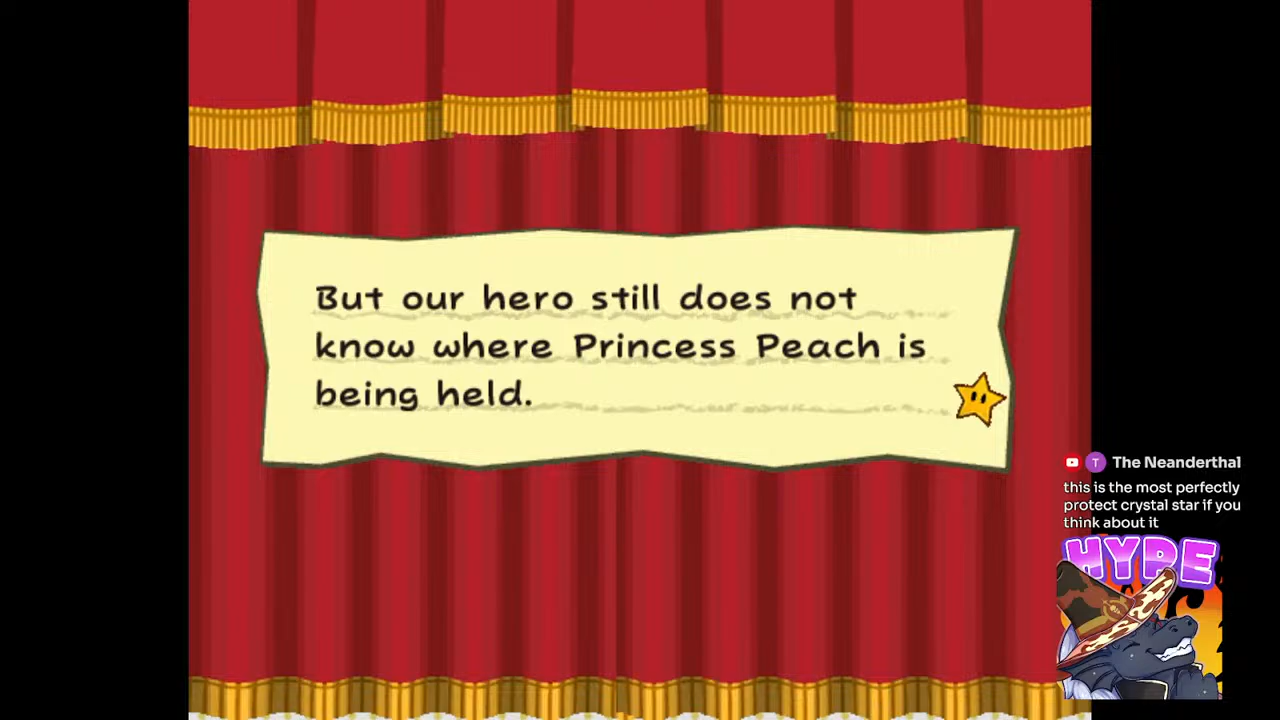 But our hero still does not
know where Princess Peach is
being held.
T The Neanderthal
this is the most perfectly
protect crystal star if you
think about it
HYPE